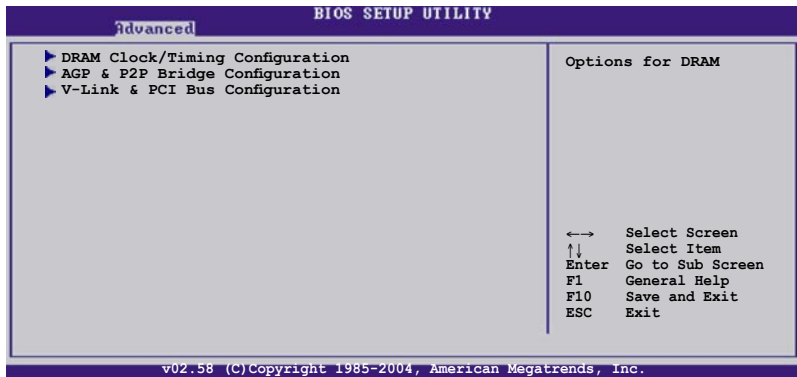 BIOS SETUP UTILITY
Advanced
DRAM Clock/Timing Configuration
AGP & P2P Bridge Configuration
V-Link & PCI Bus Configuration
Options for DRAM
←→ Select Screen
↑↓ Select Item
Enter Go to Sub Screen
F1 General Help
F10 Save and Exit
ESC Exit
v02.58 (C)Copyright 1985-2004, American Megatrends, Inc.